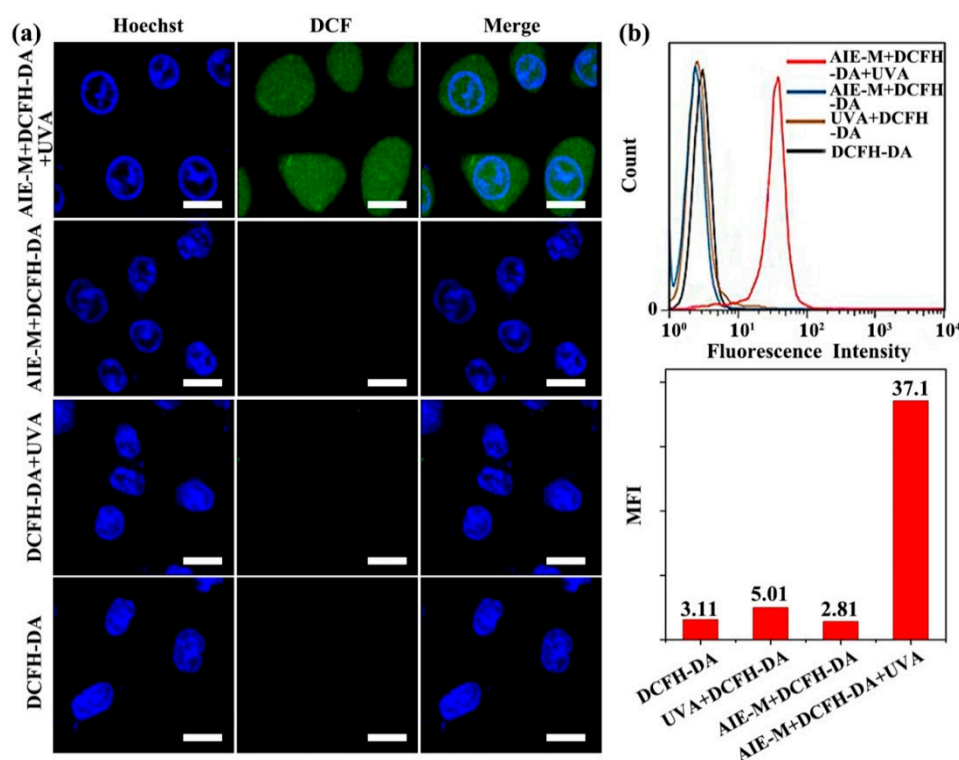 (a)
Hoechst DCF Merge
AIE-M+DCFH-DA
+UVA
AIE-M+DCFH-DA
DCFH-DA+UVA
DCFH-DA
(b)
AIE-M+DCFH
-DA+UVA
AIE-M+DCFH
-DA
UVA+DCFH
-DA
DCFH-DA
Count
0
10⁰ 10¹ 10² 10³ 10⁴
Fluorescence Intensity
MFI
3.11
5.01
2.81
37.1
DCFH-DA
UVA+DCFH-DA
AIE-M+DCFH-DA
AIE-M+DCFH-DA+UVA